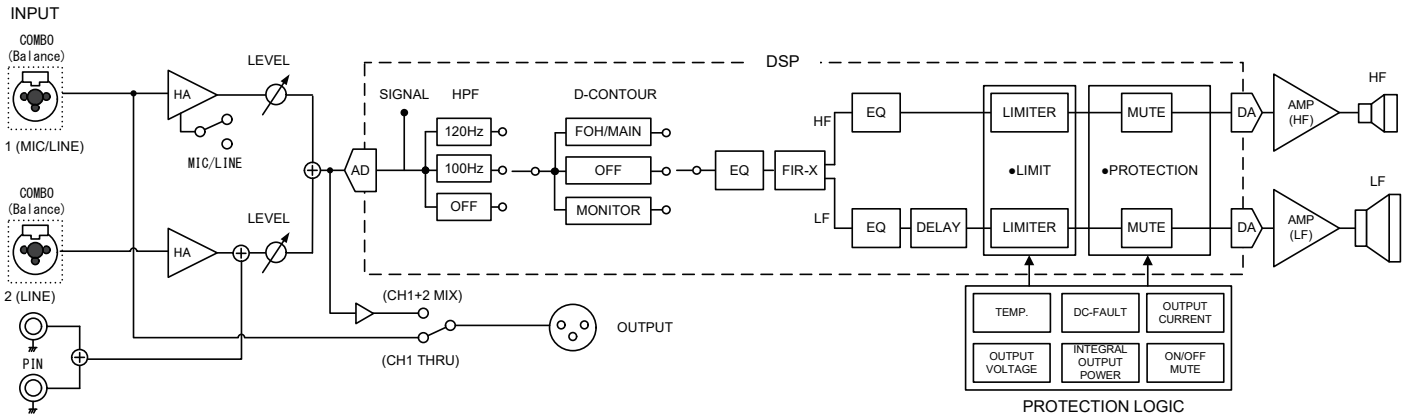 INPUT
COMBO
(Balance)
1 (MIC/LINE)
HA
MIC/LINE
LEVEL
COMBO
(Balance)
2 (LINE)
HA
LEVEL
PIN
AD
DSP
SIGNAL
HPF
120Hz
100Hz
OFF
D-CONTOUR
FOH/MAIN
OFF
MONITOR
EQ
FIR-X
HF
EQ
LF
EQ
DELAY
LIMITER
●LIMIT
LIMITER
MUTE
●PROTECTION
MUTE
DA
AMP
(HF)
HF
DA
AMP
(LF)
LF
(CH1+2 MIX)
(CH1 THRU)
OUTPUT
TEMP.
DC-FAULT
OUTPUT
CURRENT
OUTPUT
VOLTAGE
INTEGRAL
OUTPUT
POWER
ON/OFF
MUTE
PROTECTION LOGIC